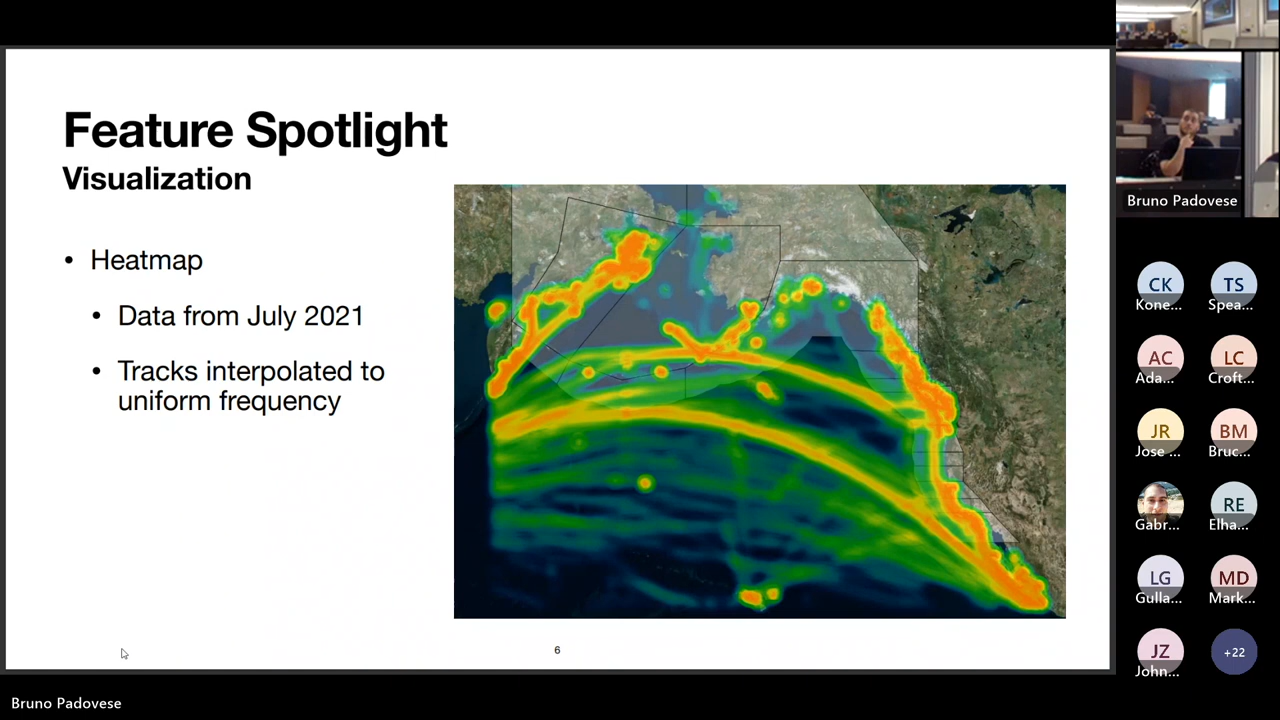 Feature Spotlight
Visualization
• Heatmap
• Data from July 2021
• Tracks interpolated to
uniform frequency
6
Bruno Padovese
Bruno Padovese
CK
TS
Kone...
Spea...
AC
LC
Ada...
Croft...
JR
BM
Jose ...
Bruc...
RE
Gabr...
Elha...
LG
MD
Gulla...
Mark...
JZ
+22
John...